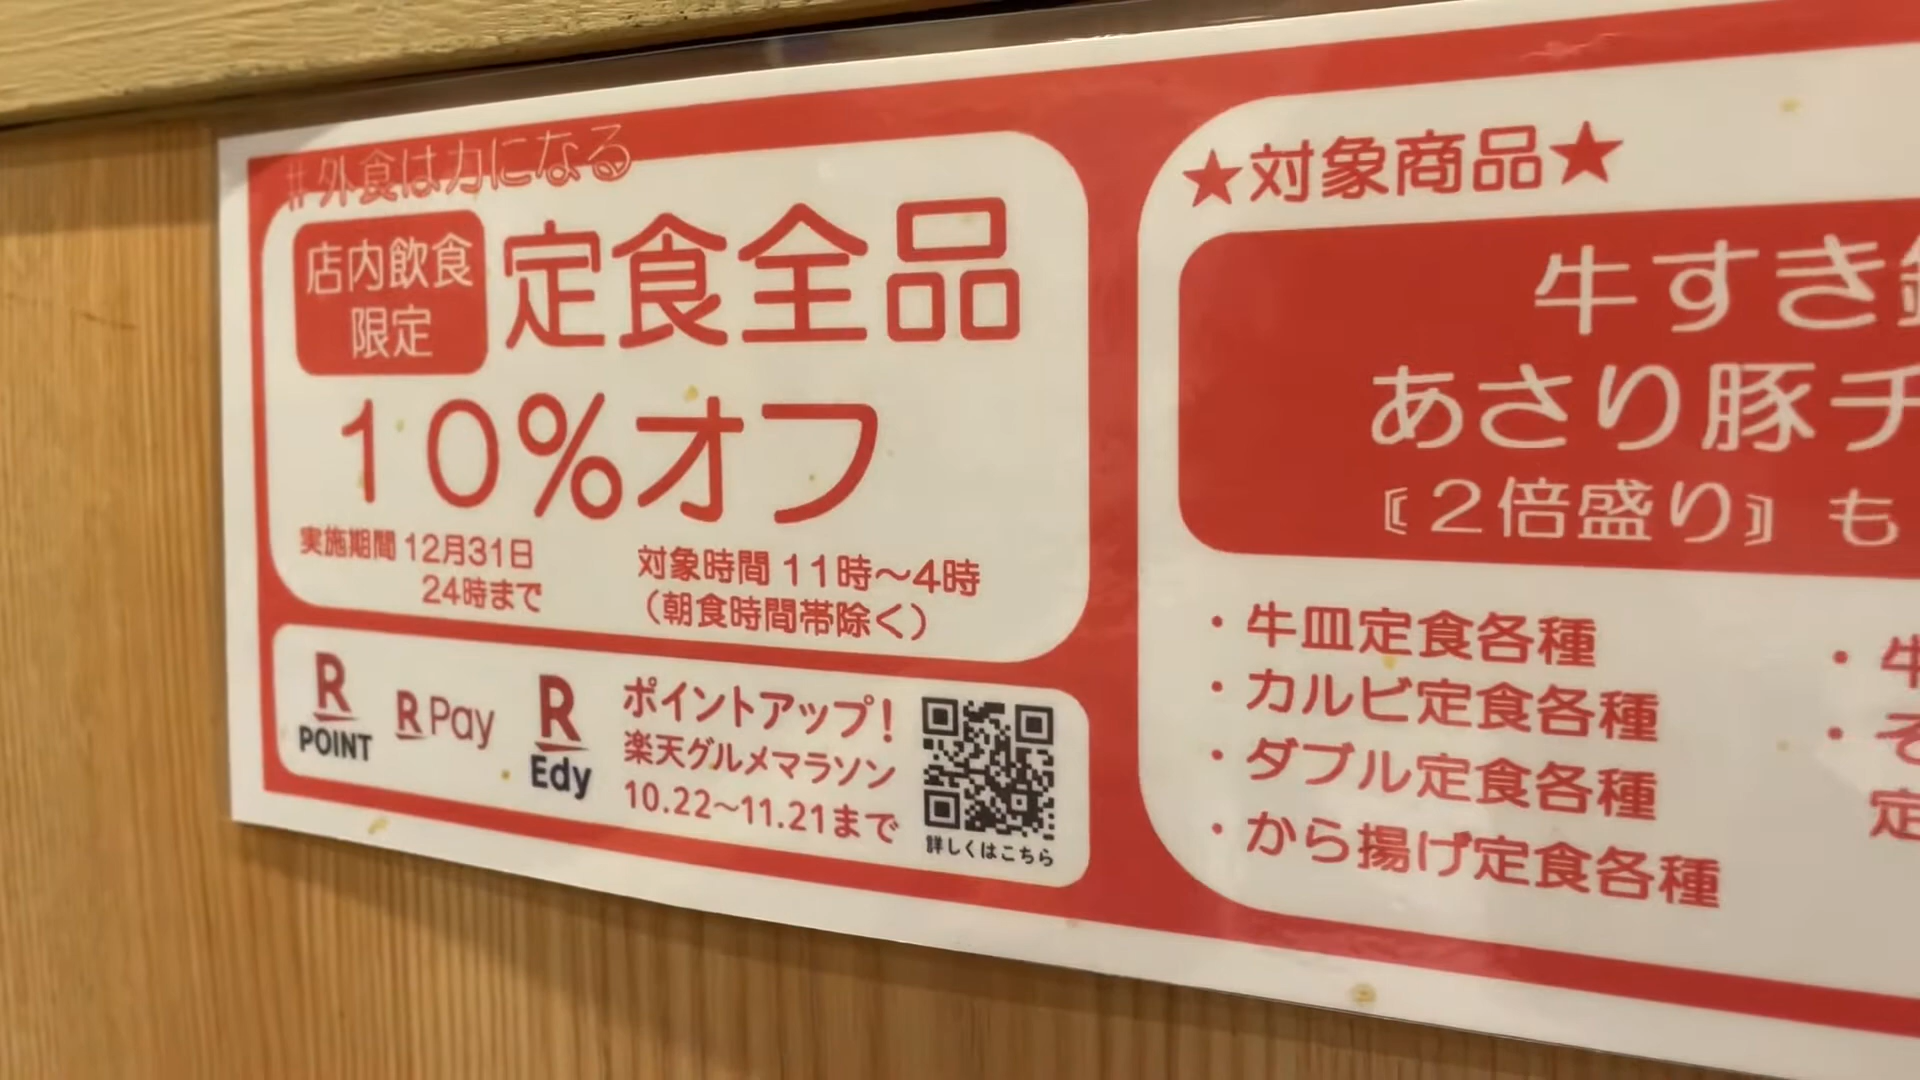 #外食は力になる
店内飲食
限定
定食全品
10%オフ
実施期間 12月31日
24時まで
対象時間 11時～4時
（朝食時間帯除く）
R
POINT
R Pay
R
Edy
ポイントアップ！
楽天グルメマラソン
10.22～11.21まで
詳しくはこちら
★対象商品★
牛すき
あさり豚チ
〘2倍盛り〙も
・牛皿定食各種
・カルビ定食各種
・ダブル定食各種
・から揚げ定食各種
・牛
・そ
定